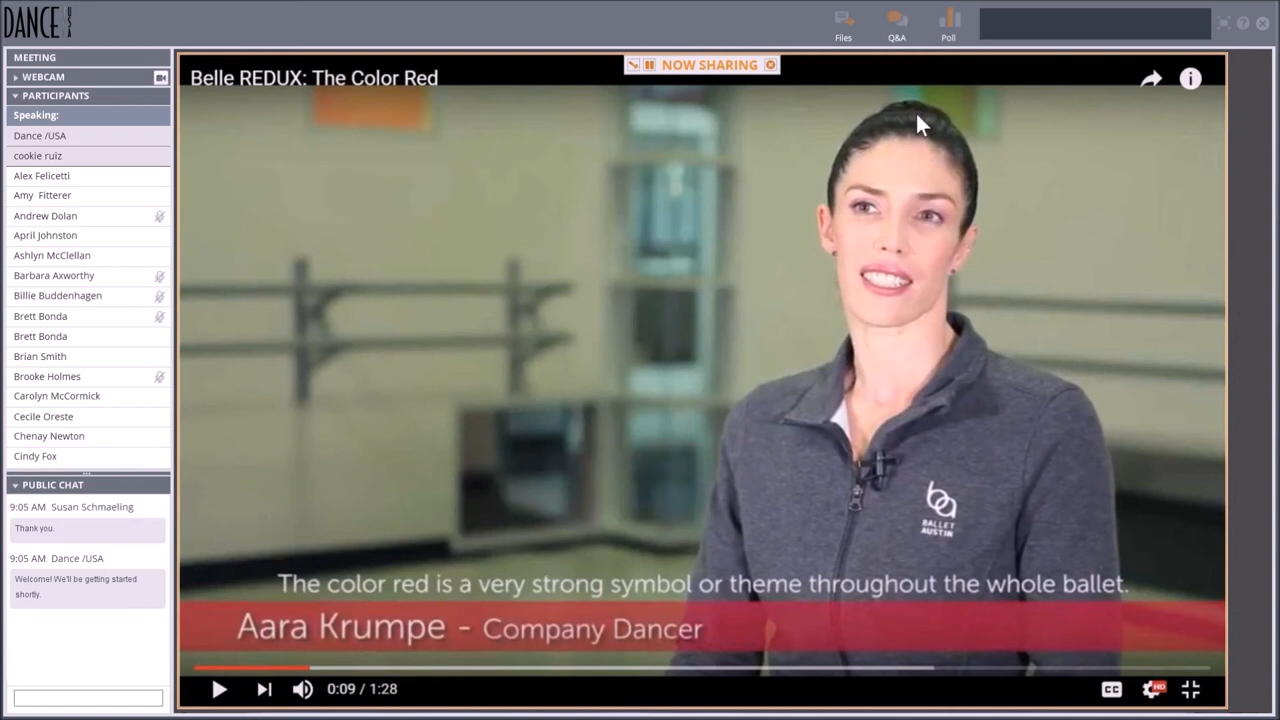 DANCE USA
Files
Q&A
Poll
MEETING
WEBCAM
PARTICIPANTS
Speaking:
Dance /USA
cookie ruiz
Alex Felicetti
Amy Fitterer
Andrew Dolan
April Johnston
Ashlyn McClellan
Barbara Axworthy
Billie Buddenhagen
Brett Bonda
Brett Bonda
Brian Smith
Brooke Holmes
Carolyn McCormick
Cecile Oreste
Chenay Newton
Cindy Fox
PUBLIC CHAT
9:05 AM Susan Schmaeling
Thank you.
9:05 AM Dance /USA
Welcome! We'll be getting started
shortly.
NOW SHARING
Belle REDUX: The Color Red
ba
BALLET
AUSTIN
The color red is a very strong symbol or theme throughout the whole ballet.
Aara Krumpe - Company Dancer
0:09 / 1:28
CC
HD